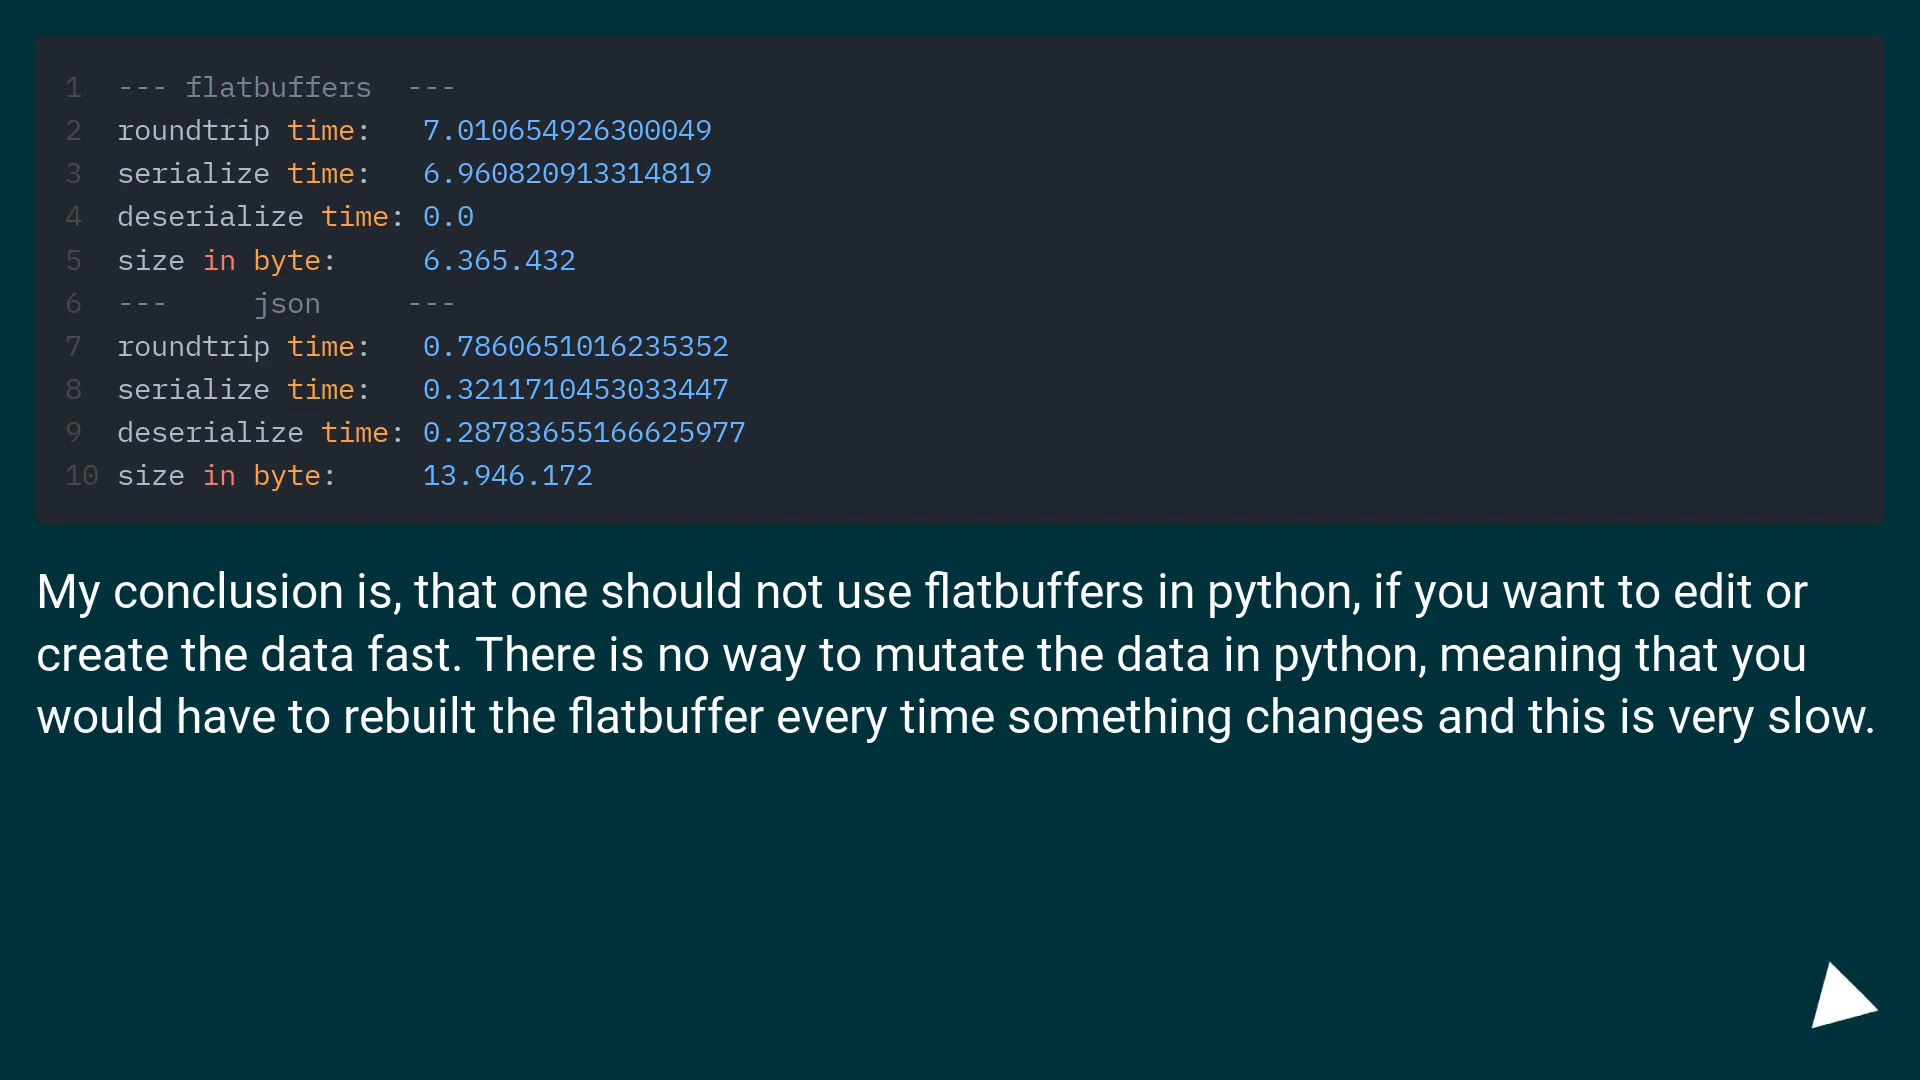 1 --- flatbuffers ---
2 roundtrip time: 7.010654926300049
3 serialize time: 6.960820913314819
4 deserialize time: 0.0
5 size in byte: 6.365.432
6 --- json ---
7 roundtrip time: 0.7860651016235352
8 serialize time: 0.3211710453033447
9 deserialize time: 0.28783655166625977
10 size in byte: 13.946.172
My conclusion is, that one should not use flatbuffers in python, if you want to edit or
create the data fast. There is no way to mutate the data in python, meaning that you
would have to rebuilt the flatbuffer every time something changes and this is very slow.